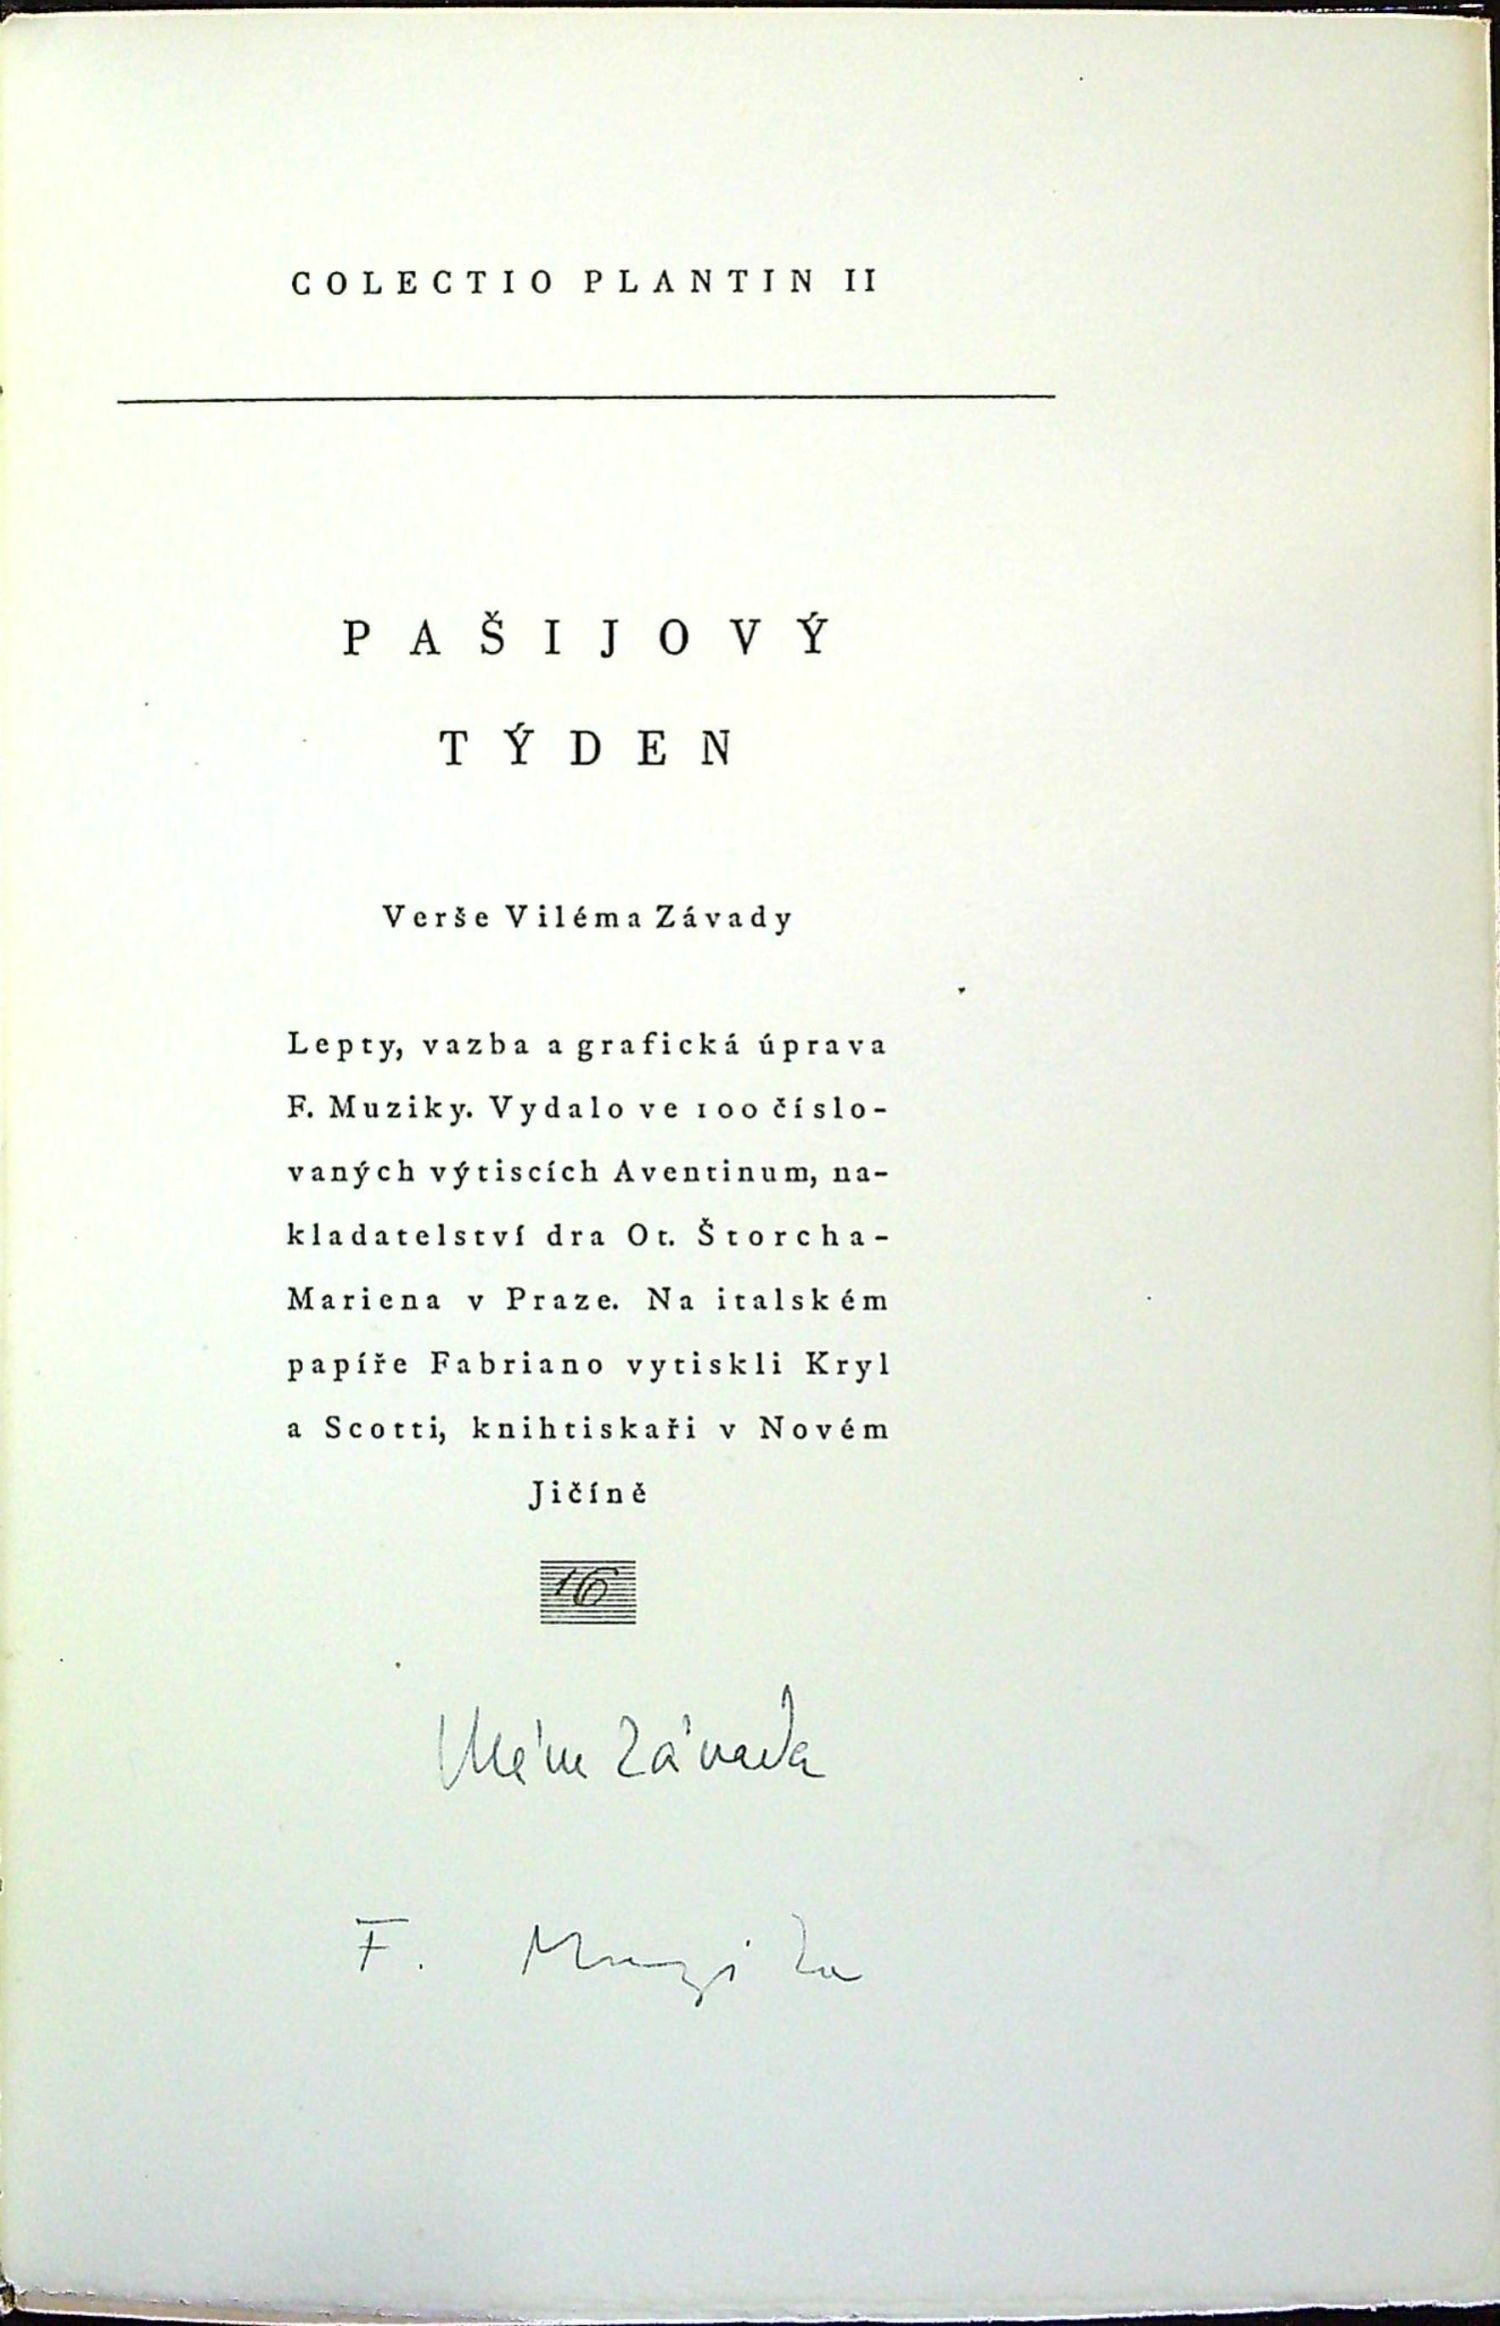 COLECTIO PLANTIN II
PAŠIJOVÝ
TÝDEN
Verše Viléma Závady
Lepty, vazba a grafická úprava
F. Muziky. Vydalo ve 100 číslo-
vaných výtiscích Aventinum, na-
kladatelství dra Ot. Štorcha-
Mariena v Praze. Na italském
papíře Fabriano vytiskli Kryl
a Scotti, knihtiskaři v Novém
Jičíně
16
Vilém Závada
F. Muzika